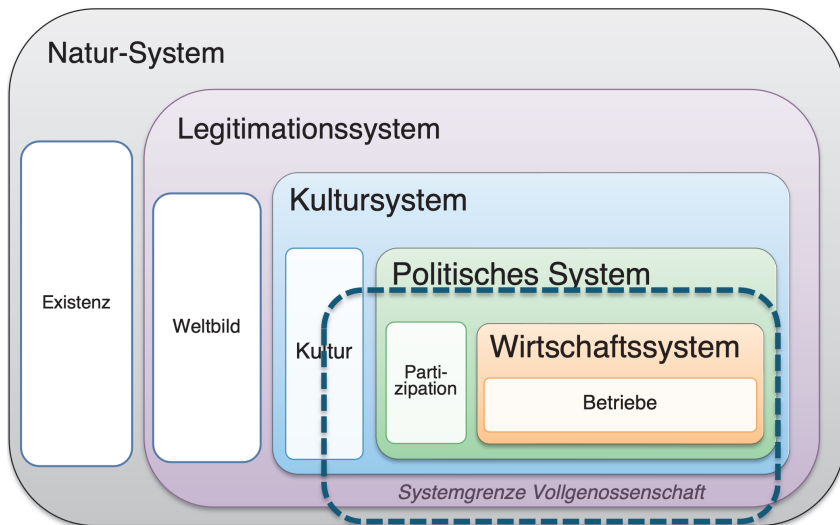 Natur-System
Legitimationssystem
Kultursystem
Politisches System
Existenz
Weltbild
Kultur
Parti-
zipation
Wirtschaftssystem
Betriebe
Systemgrenze Vollgenossenschaft